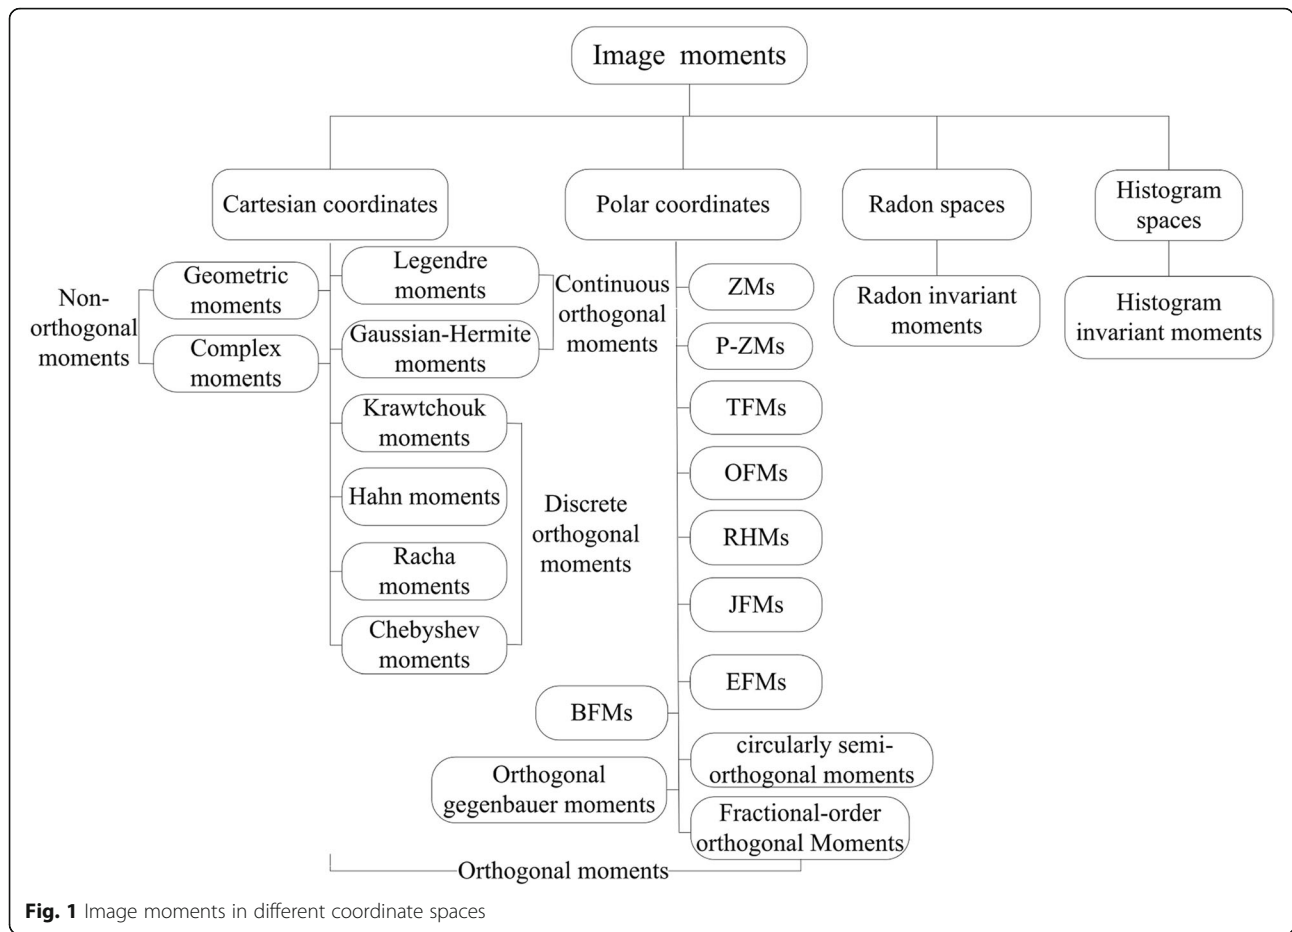 Image moments
Cartesian coordinates
Polar coordinates
Radon spaces
Histogram
spaces
Non-
orthogonal
moments
Geometric
moments
Complex
moments
Legendre
moments
Gaussian-Hermite
moments
Continuous
orthogonal
moments
Krawtchouk
moments
Hahn moments
Racha
moments
Chebyshev
moments
Discrete
orthogonal
moments
ZMs
P-ZMs
TFMs
OFMs
RHMs
JFMs
EFMs
BFMs
circularly semi-
orthogonal moments
Orthogonal
gegenbauer moments
Fractional-order
orthogonal Moments
Radon invariant
moments
Histogram
invariant moments
Orthogonal moments
Fig. 1 Image moments in different coordinate spaces